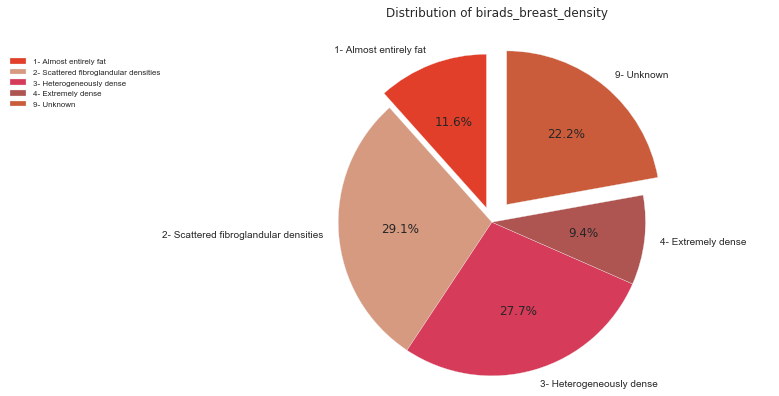 Distribution of birads_breast_density
1- Almost entirely fat
2- Scattered fibroglandular densities
3- Heterogeneously dense
4- Extremely dense
9- Unknown
1- Almost entirely fat
9- Unknown
11.6%
22.2%
2- Scattered fibroglandular densities
29.1%
9.4%
4- Extremely dense
27.7%
3- Heterogeneously dense